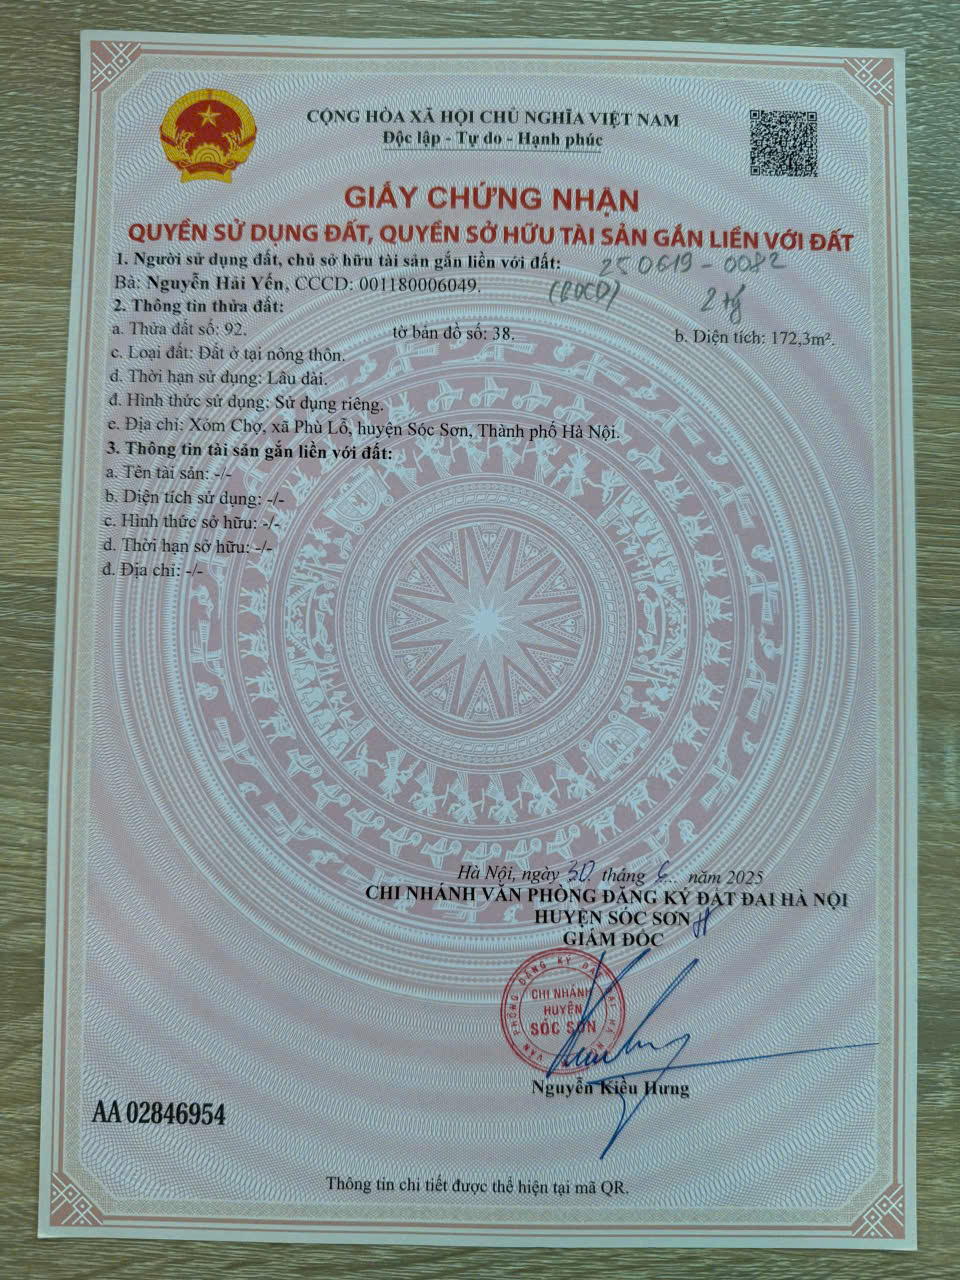 CỘNG HÒA XÃ HỘI CHỦ NGHĨA VIỆT NAM
Độc lập - Tự do - Hạnh phúc
GIẤY CHỨNG NHẬN
QUYỀN SỬ DỤNG ĐẤT, QUYỀN SỞ HỮU TÀI SẢN GẮN LIỀN VỚI ĐẤT
1. Người sử dụng đất, chủ sở hữu tài sản gắn liền với đất:
250619-0082
Bà: Nguyễn Hải Yến, CCCD: 001180006049.
2 tỷ
2. Thông tin thửa đất:
a. Thửa đất số: 92. tờ bản đồ số: 38. b. Diện tích: 172,3m².
c. Loại đất: Đất ở tại nông thôn.
d. Thời hạn sử dụng: Lâu dài.
đ. Hình thức sử dụng: Sử dụng riêng.
e. Địa chỉ: Xóm Chợ, xã Phù Lỗ, huyện Sóc Sơn, Thành phố Hà Nội.
3. Thông tin tài sản gắn liền với đất:
a. Tên tài sản: -/-
b. Diện tích sử dụng: -/-
c. Hình thức sở hữu: -/-
d. Thời hạn sở hữu: -/-
đ. Địa chỉ: -/-
Hà Nội, ngày 30 tháng 6 năm 2025
CHI NHÁNH VĂN PHÒNG ĐĂNG KÝ ĐẤT ĐAI HÀ NỘI
HUYỆN SÓC SƠN
GIÁM ĐỐC
VĂN PHÒNG ĐĂNG KÝ ĐẤT ĐAI HÀ NỘI
CHI NHÁNH
HUYỆN
SÓC SƠN
Nguyễn Kiều Hưng
AA 02846954
Thông tin chi tiết được thể hiện tại mã QR.